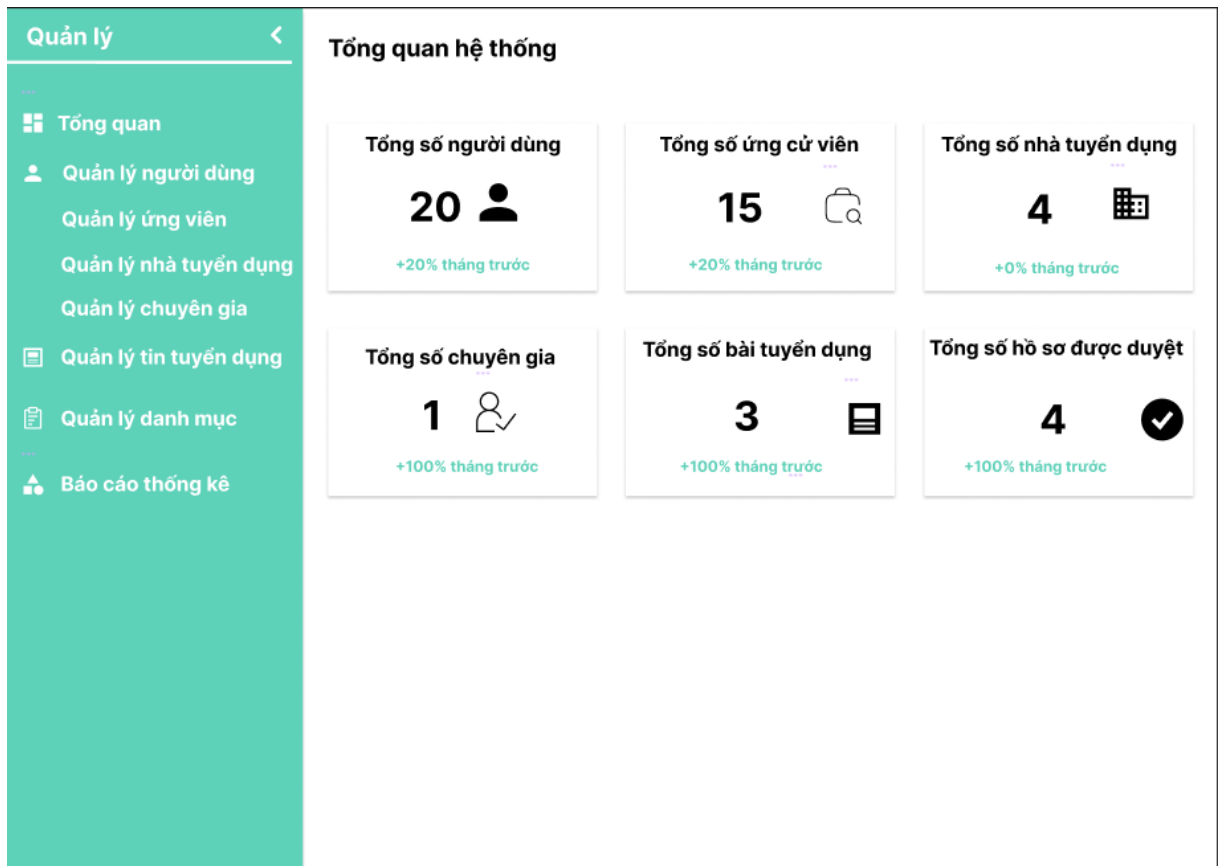 Quản lý
Tổng quan
Quản lý người dùng
Quản lý ứng viên
Quản lý nhà tuyển dụng
Quản lý chuyên gia
Quản lý tin tuyển dụng
Quản lý danh mục
Báo cáo thống kê
Tổng quan hệ thống
Tổng số người dùng
20
+20% tháng trước
Tổng số ứng cử viên
15
+20% tháng trước
Tổng số nhà tuyển dụng
4
+0% tháng trước
Tổng số chuyên gia
1
+100% tháng trước
Tổng số bài tuyển dụng
3
+100% tháng trước
Tổng số hồ sơ được duyệt
4
+100% tháng trước